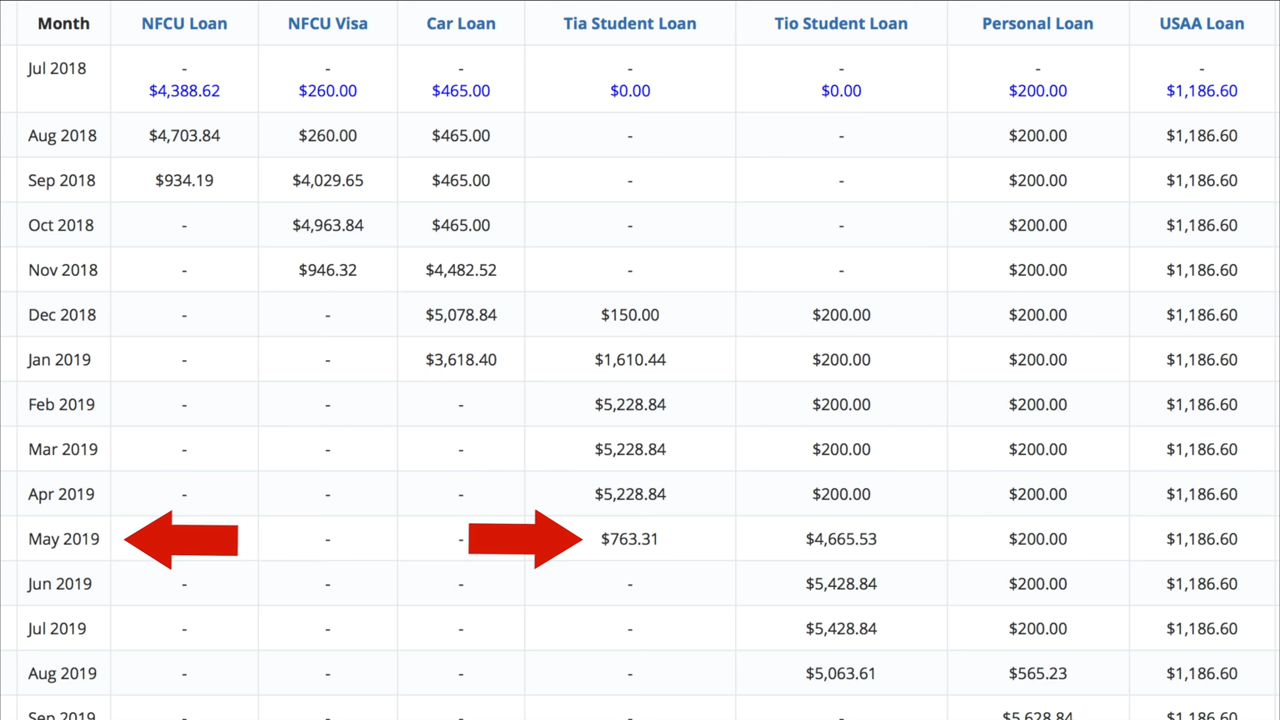 Month NFCU Loan NFCU Visa Car Loan Tia Student Loan Tio Student Loan Personal Loan USAA Loan
Jul 2018 - - - - - - -
$4,388.62 $260.00 $465.00 $0.00 $0.00 $200.00 $1,186.60
Aug 2018 $4,703.84 $260.00 $465.00 - - $200.00 $1,186.60
Sep 2018 $934.19 $4,029.65 $465.00 - - $200.00 $1,186.60
Oct 2018 - $4,963.84 $465.00 - - $200.00 $1,186.60
Nov 2018 - $946.32 $4,482.52 - - $200.00 $1,186.60
Dec 2018 - - $5,078.84 $150.00 $200.00 $200.00 $1,186.60
Jan 2019 - - $3,618.40 $1,610.44 $200.00 $200.00 $1,186.60
Feb 2019 - - - $5,228.84 $200.00 $200.00 $1,186.60
Mar 2019 - - - $5,228.84 $200.00 $200.00 $1,186.60
Apr 2019 - - - $5,228.84 $200.00 $200.00 $1,186.60
May 2019 - - $763.31 $4,665.53 $200.00 $1,186.60
Jun 2019 - - - - $5,428.84 $200.00 $1,186.60
Jul 2019 - - - - $5,428.84 $200.00 $1,186.60
Aug 2019 - - - - $5,063.61 $565.23 $1,186.60
Sep 2019 - - - - - $5,628.84 $1,186.60